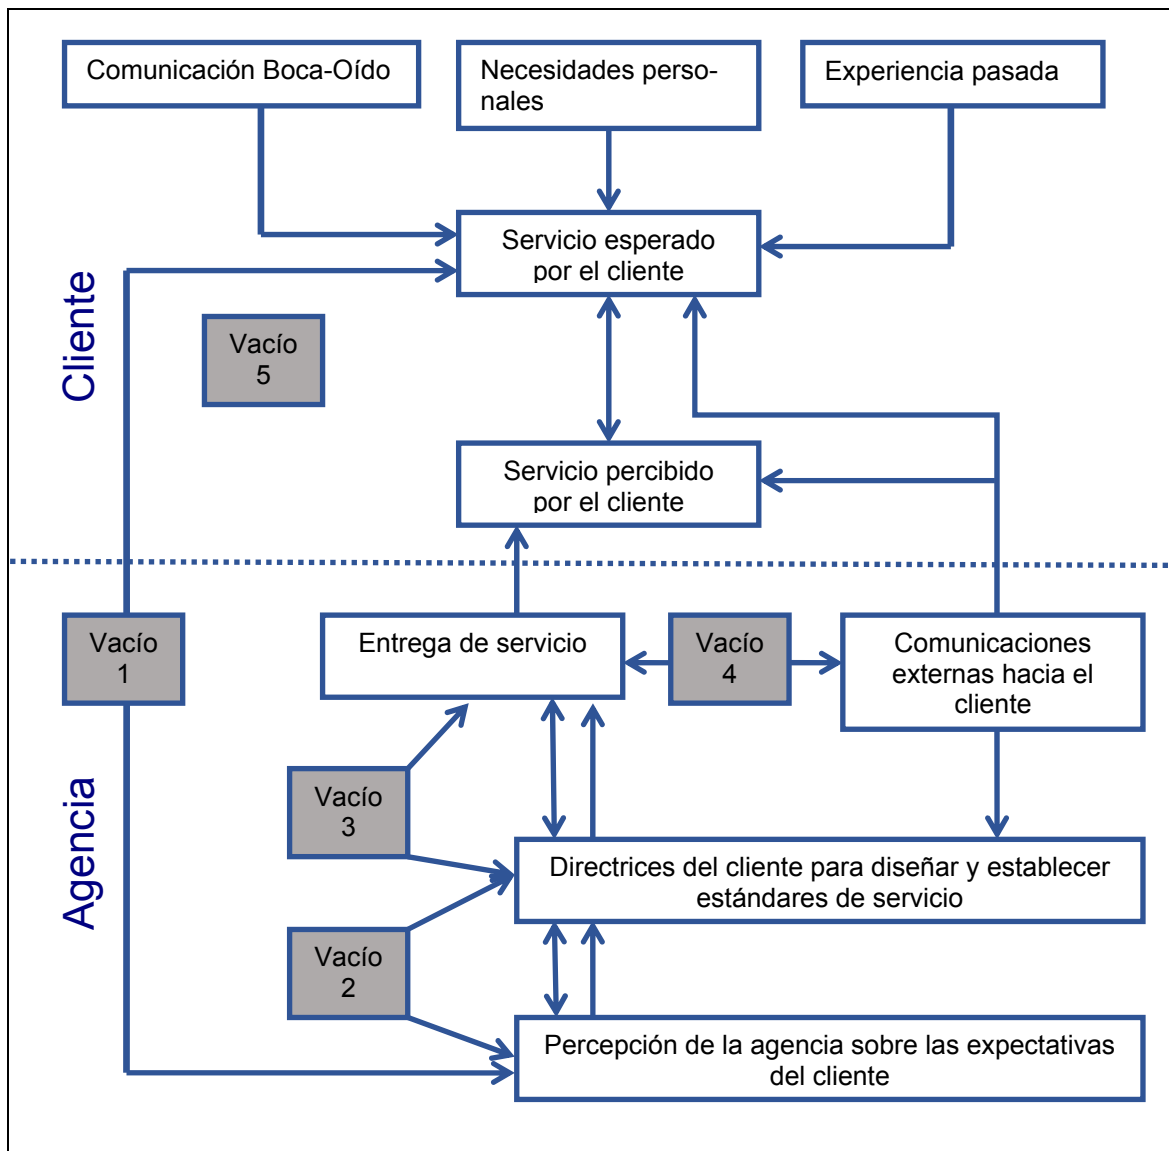 Comunicación Boca-Oído
Necesidades perso-
nales
Experiencia pasada
Servicio esperado
por el cliente
Cliente
Vacío
5
Servicio percibido
por el cliente
Vacío
1
Entrega de servicio
Vacío
4
Comunicaciones
externas hacia el
cliente
Agencia
Vacío
3
Directrices del cliente para diseñar y establecer
estándares de servicio
Vacío
2
Percepción de la agencia sobre las expectativas
del cliente